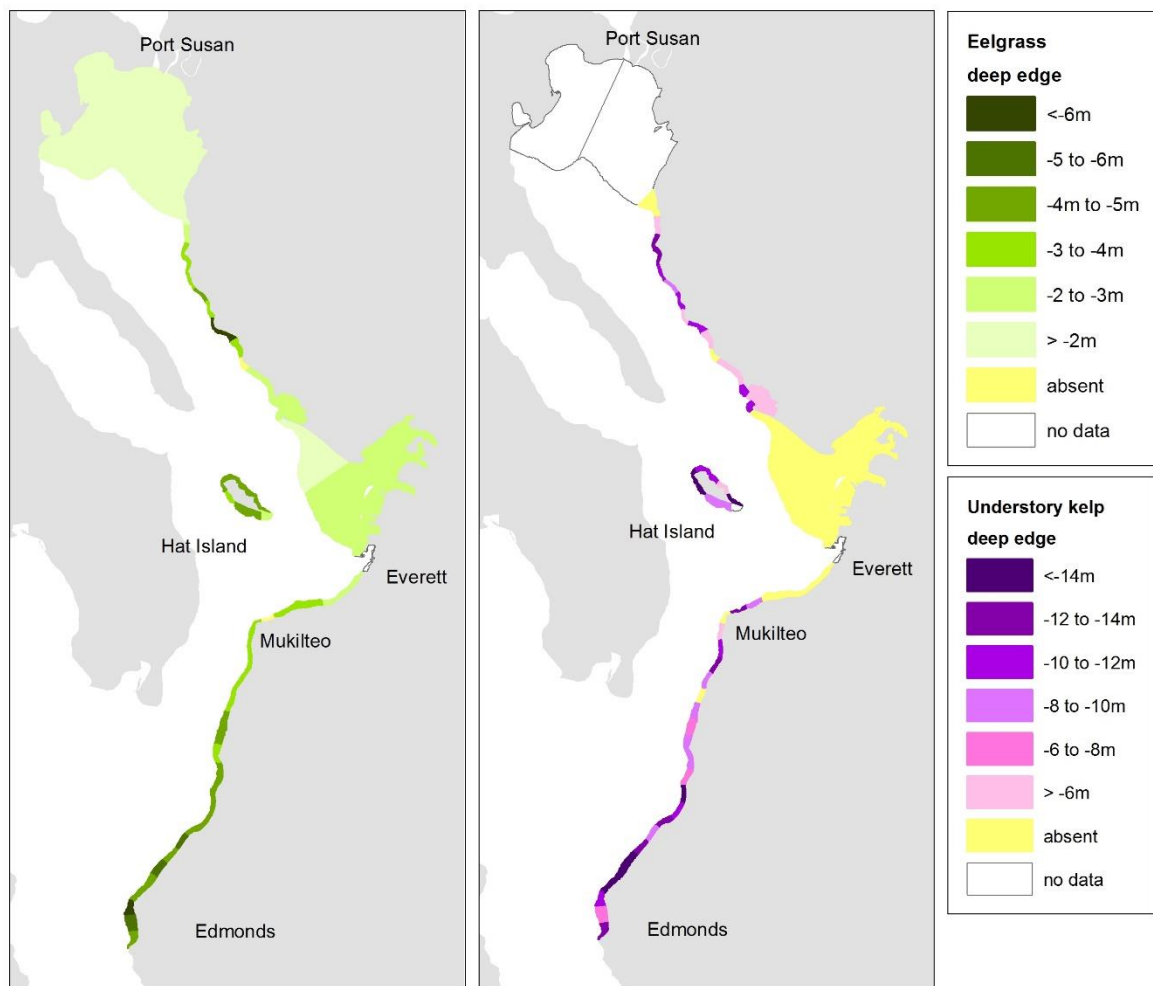 Port Susan
Hat Island
Everett
Mukilteo
Edmonds
Port Susan
Hat Island
Everett
Mukilteo
Edmonds
Eelgrass
deep edge
<-6m
-5 to -6m
-4m to -5m
-3 to -4m
-2 to -3m
> -2m
absent
no data
Understory kelp
deep edge
<-14m
-12 to -14m
-10 to -12m
-8 to -10m
-6 to -8m
> -6m
absent
no data